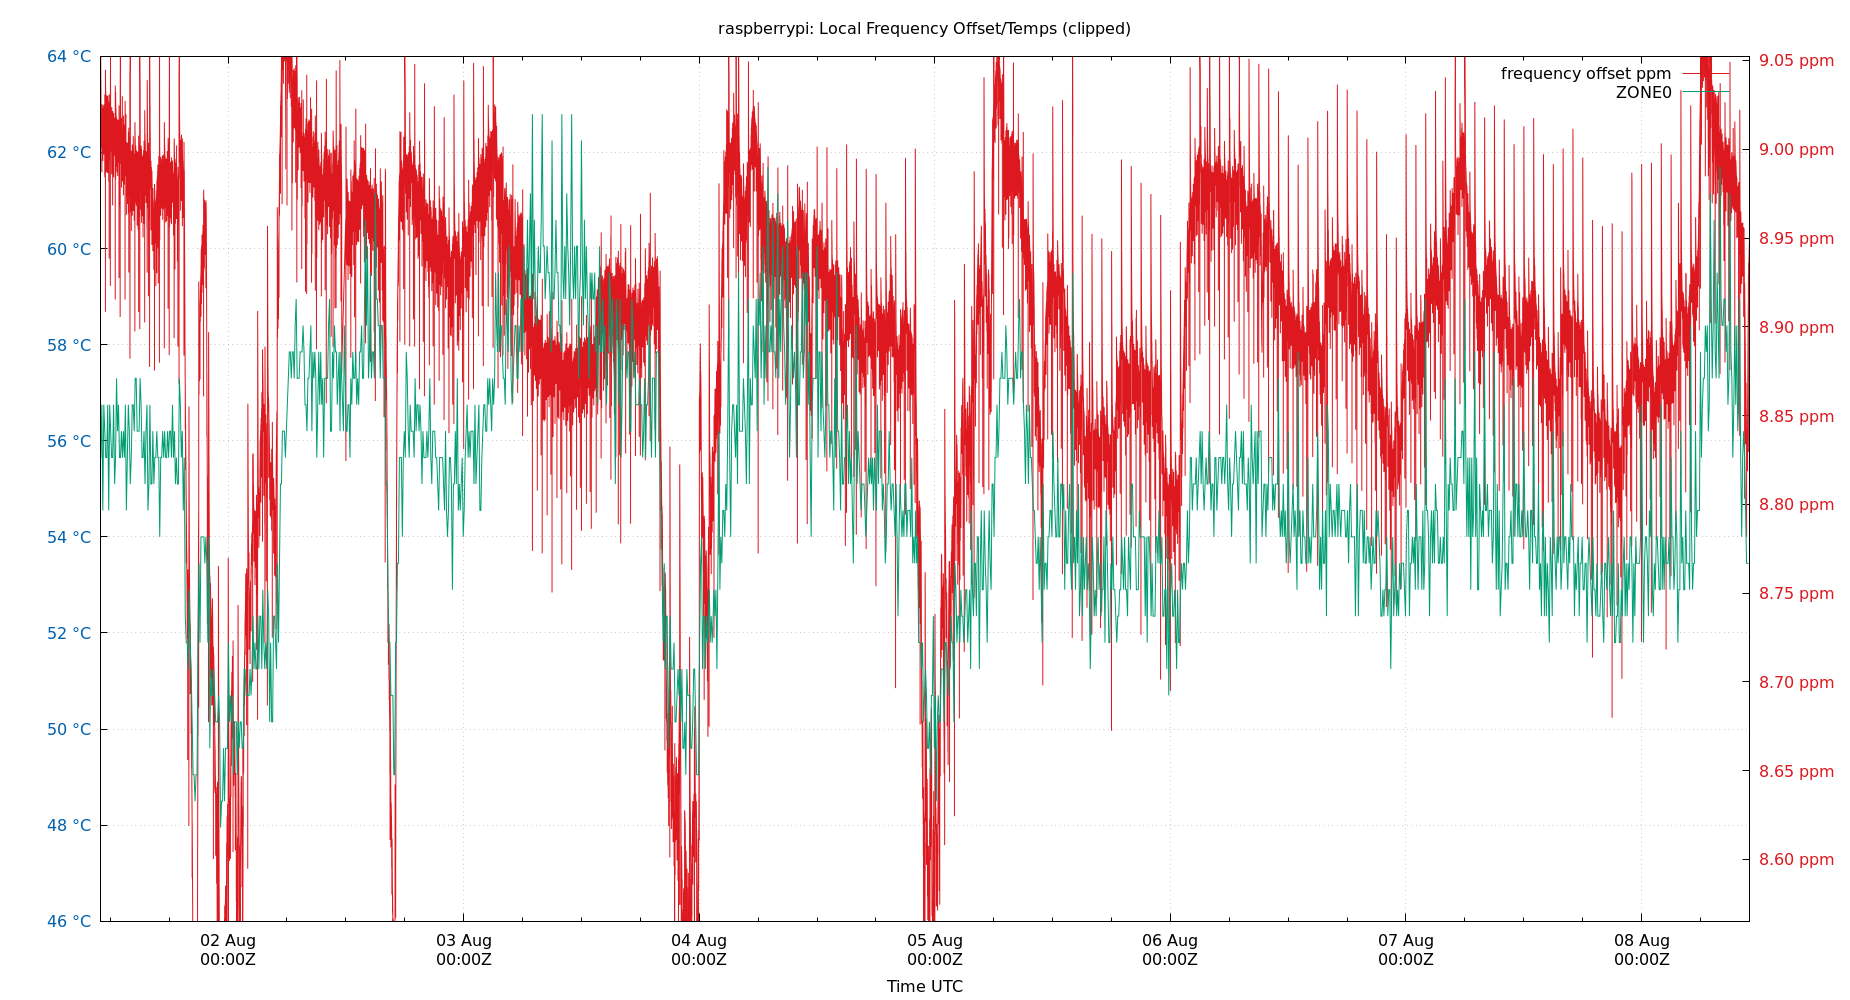 raspberrypi: Local Frequency Offset/Temps (clipped)
64 °C
62 °C
60 °C
58 °C
56 °C
54 °C
52 °C
50 °C
48 °C
46 °C
frequency offset ppm
ZONE0
9.05 ppm
9.00 ppm
8.95 ppm
8.90 ppm
8.85 ppm
8.80 ppm
8.75 ppm
8.70 ppm
8.65 ppm
8.60 ppm
02 Aug
00:00Z
03 Aug
00:00Z
04 Aug
00:00Z
05 Aug
00:00Z
06 Aug
00:00Z
07 Aug
00:00Z
08 Aug
00:00Z
Time UTC